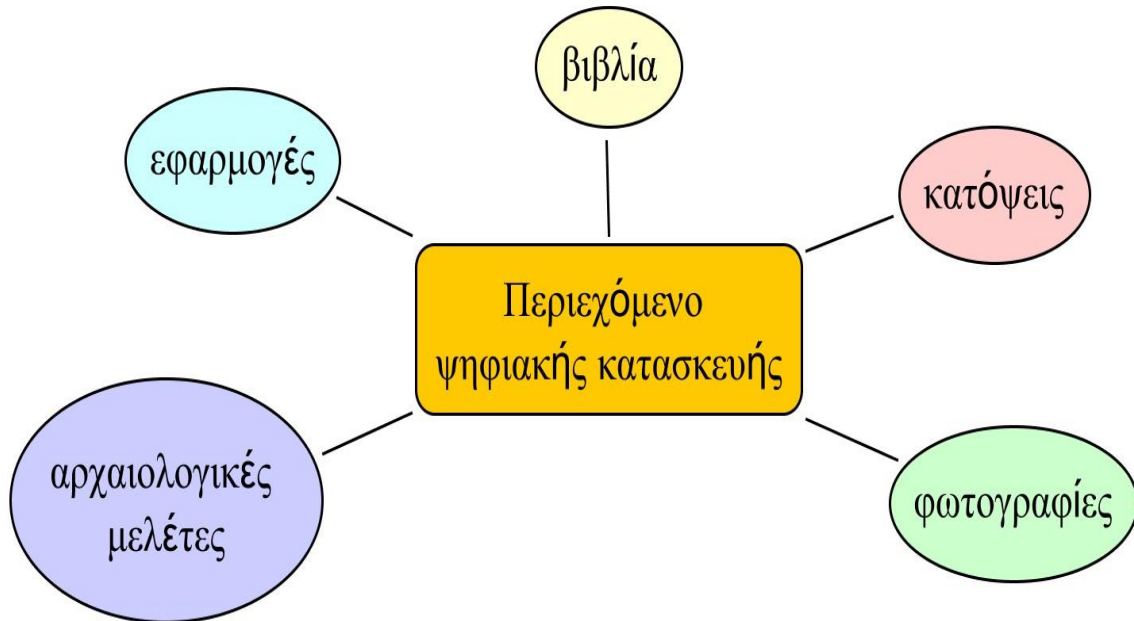 βιβλία
εφαρμογές
κατόψεις
Περιεχόμενο
ψηφιακής κατασκευής
αρχαιολογικές
μελέτες
φωτογραφίες